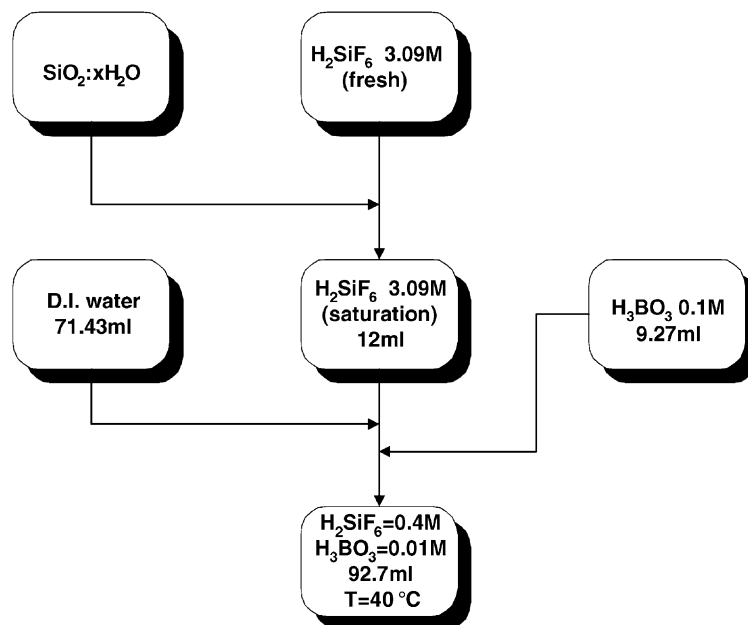 SiO₂:xH₂O
H₂SiF₆ 3.09M
(fresh)
D.I. water
71.43ml
H₂SiF₆ 3.09M
(saturation)
12ml
H₃BO₃ 0.1M
9.27ml
H₂SiF₆=0.4M
H₃BO₃=0.01M
92.7ml
T=40 °C